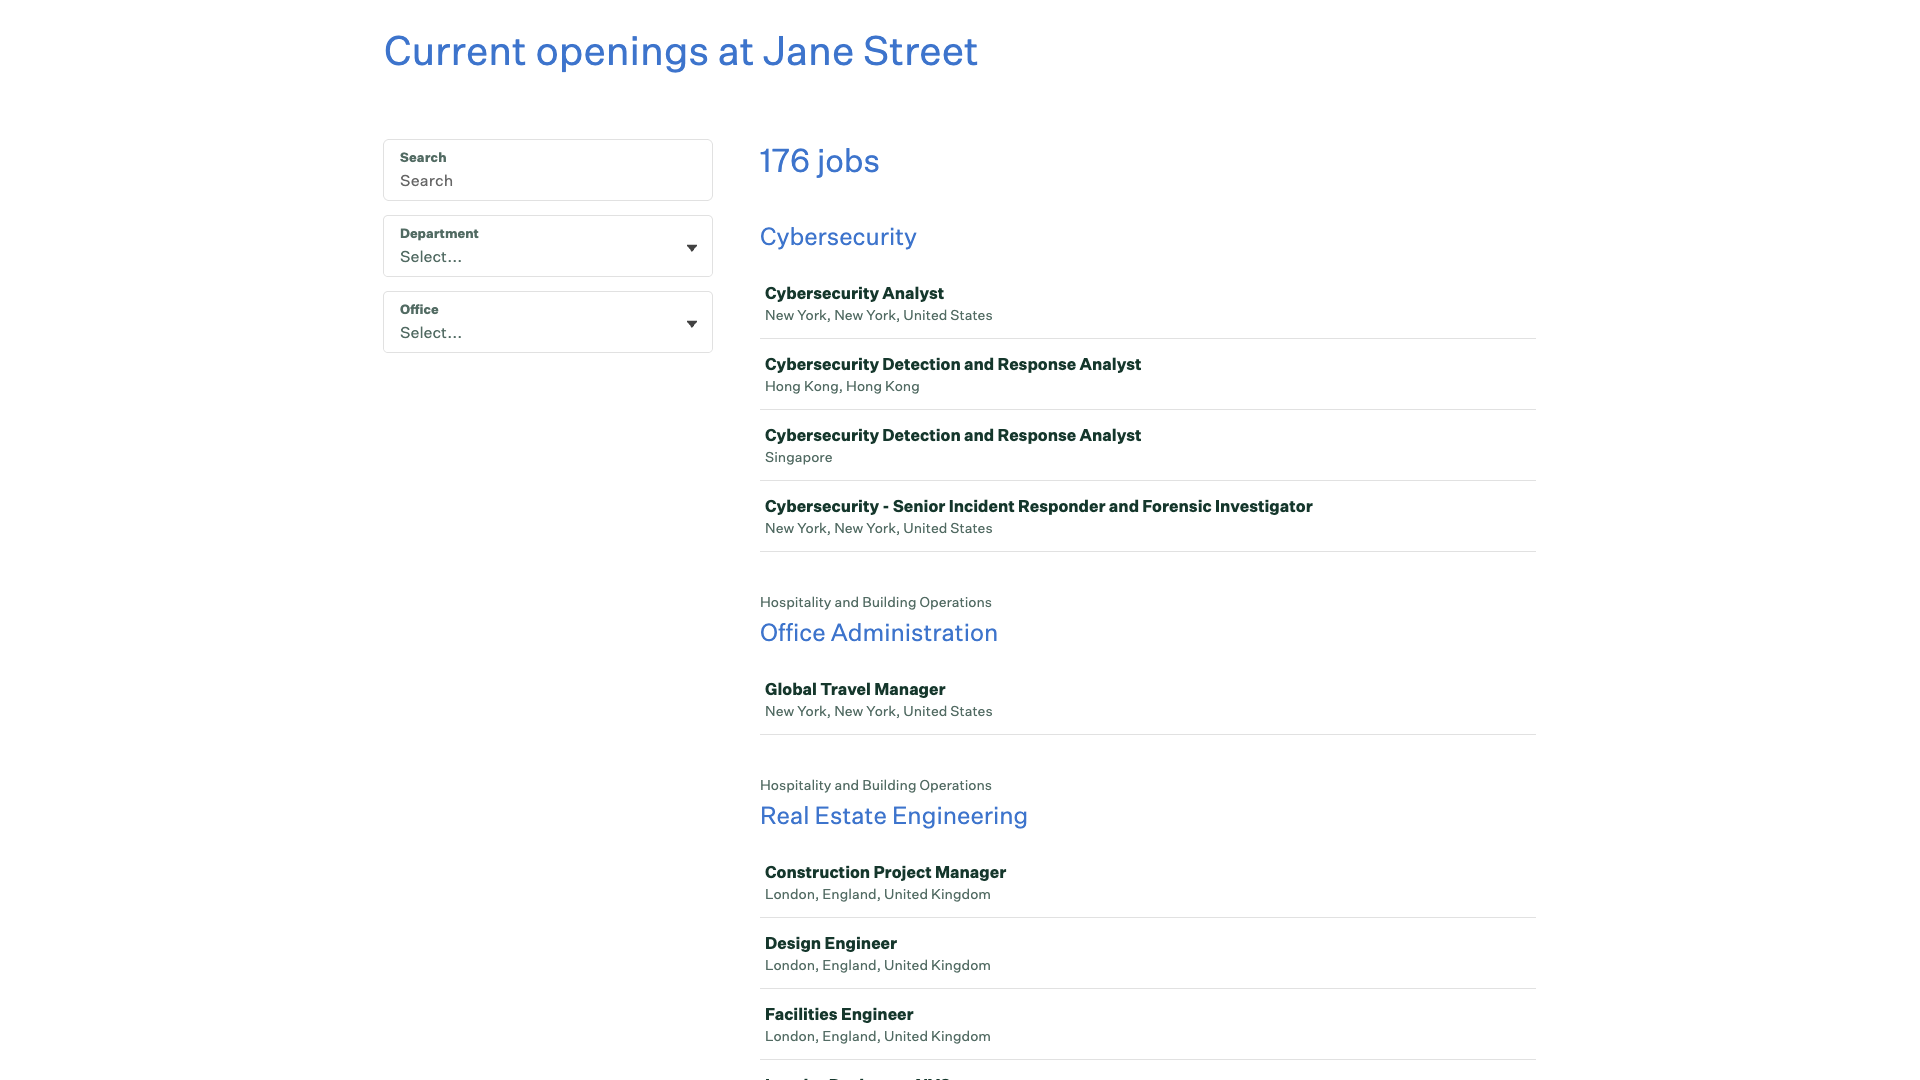 Current openings at Jane Street
Search
Search
Department
Select...
Office
Select...
176 jobs
Cybersecurity
Cybersecurity Analyst
New York, New York, United States
Cybersecurity Detection and Response Analyst
Hong Kong, Hong Kong
Cybersecurity Detection and Response Analyst
Singapore
Cybersecurity - Senior Incident Responder and Forensic Investigator
New York, New York, United States
Hospitality and Building Operations
Office Administration
Global Travel Manager
New York, New York, United States
Hospitality and Building Operations
Real Estate Engineering
Construction Project Manager
London, England, United Kingdom
Design Engineer
London, England, United Kingdom
Facilities Engineer
London, England, United Kingdom